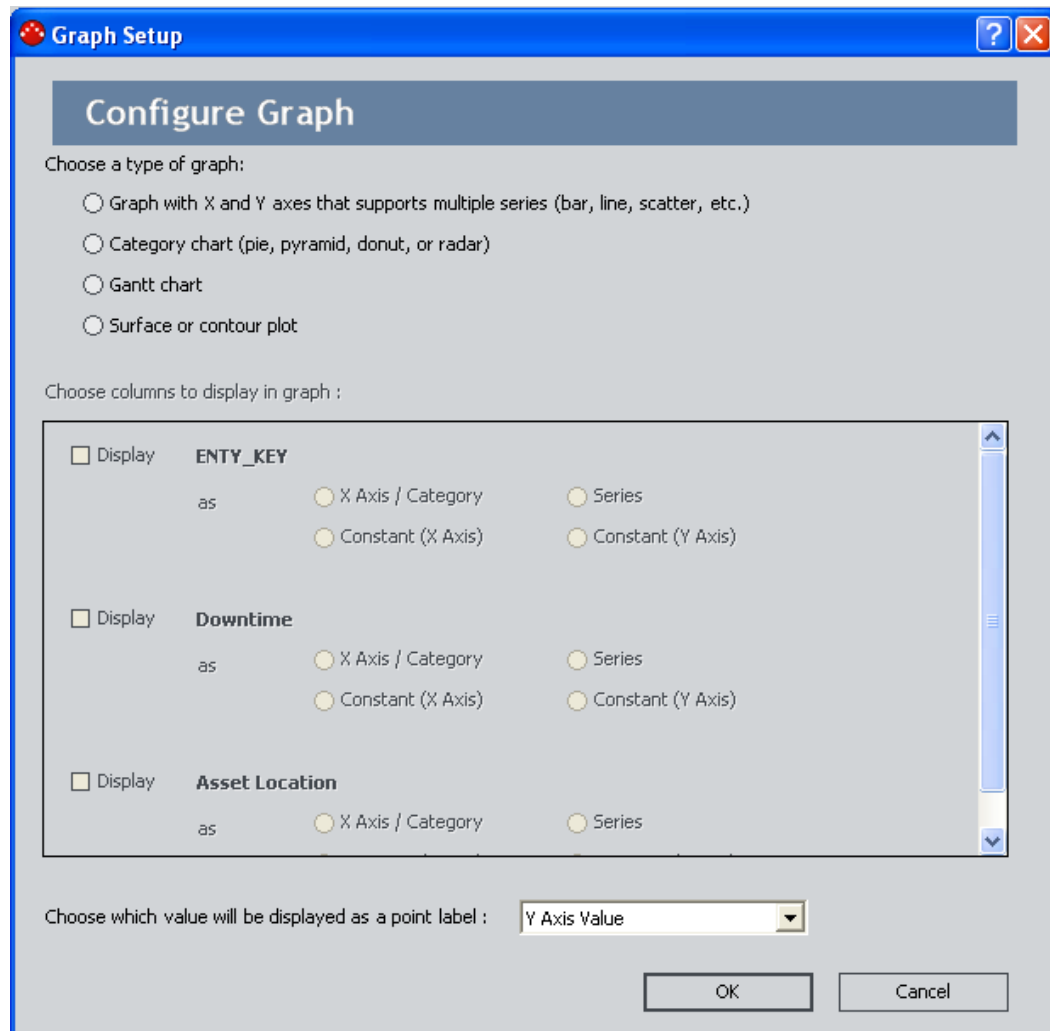 Graph Setup
?
Configure Graph
Choose a type of graph:
Graph with X and Y axes that supports multiple series (bar, line, scatter, etc.)
Category chart (pie, pyramid, donut, or radar)
Gantt chart
Surface or contour plot
Choose columns to display in graph :
Display ENTY_KEY
as X Axis / Category Series
Constant (X Axis) Constant (Y Axis)
Display Downtime
as X Axis / Category Series
Constant (X Axis) Constant (Y Axis)
Display Asset Location
as X Axis / Category Series
Choose which value will be displayed as a point label : Y Axis Value
OK Cancel